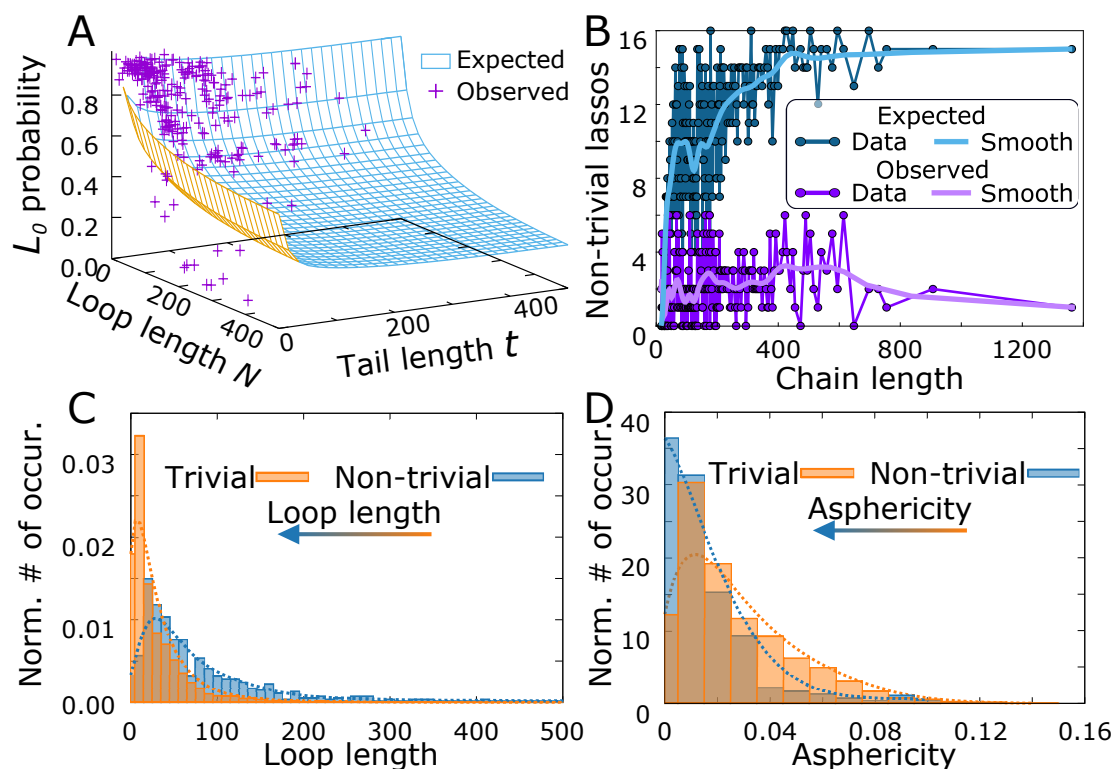 A
Expected
Observed
L0 probability
0.8
0.6
0.4
0.2
0.0
0
200
400
Loop length N
0
200
400
Tail length t
B
Non-trivial lassos
16
12
8
4
0
Expected
Data Smooth
Observed
Data Smooth
0 400 800 1200
Chain length
C
Norm. # of occur.
0.03
0.02
0.01
0.00
Trivial Non-trivial
Loop length
0 100 200 300 400 500
Loop length
D
Norm. # of occur.
40
30
20
10
0
Trivial Non-trivial
Asphericity
0 0.04 0.08 0.12 0.16
Asphericity